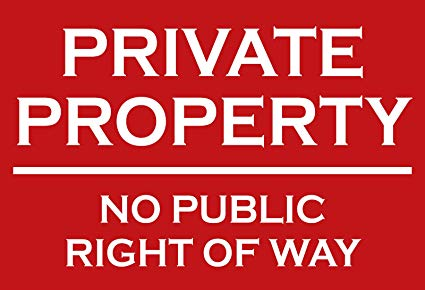 PRIVATE
PROPERTY
NO PUBLIC
RIGHT OF WAY